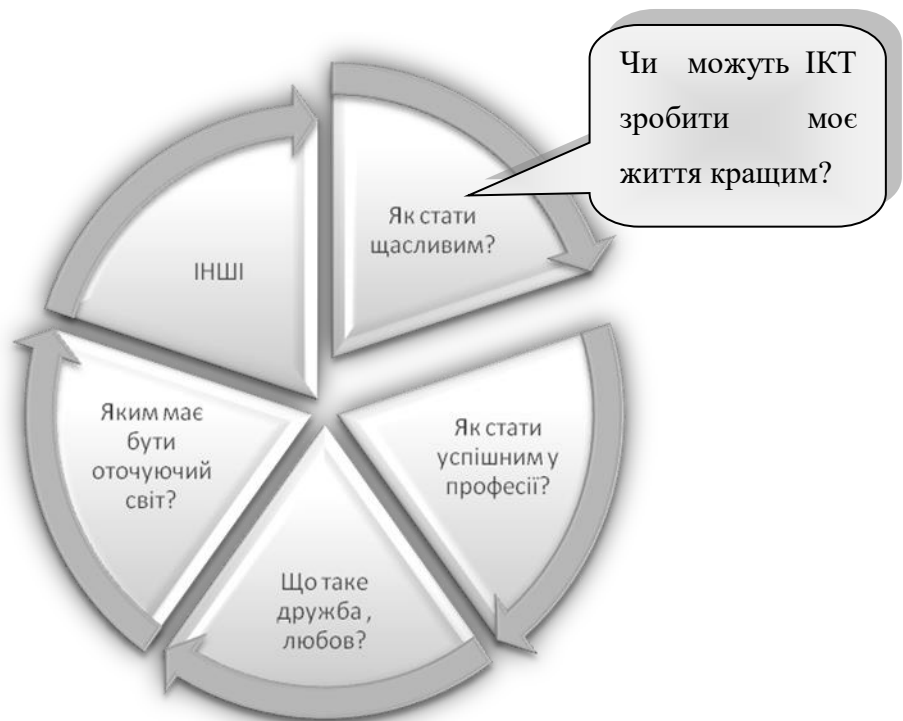 Чи можуть ІКТ
зробити моє
життя кращим?
Як стати
щасливим?
Як стати
успішним у
професії?
Що таке
дружба ,
любов?
Яким має
бути
оточуючий
світ?
ІНШІ